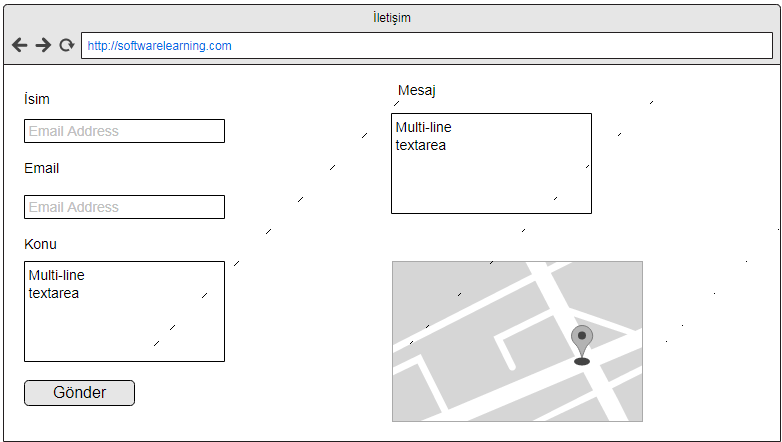 İletişim
http://softwarelearning.com
İsim
Email Address
Email
Email Address
Konu
Multi-line
textarea
Gönder
Mesaj
Multi-line
textarea